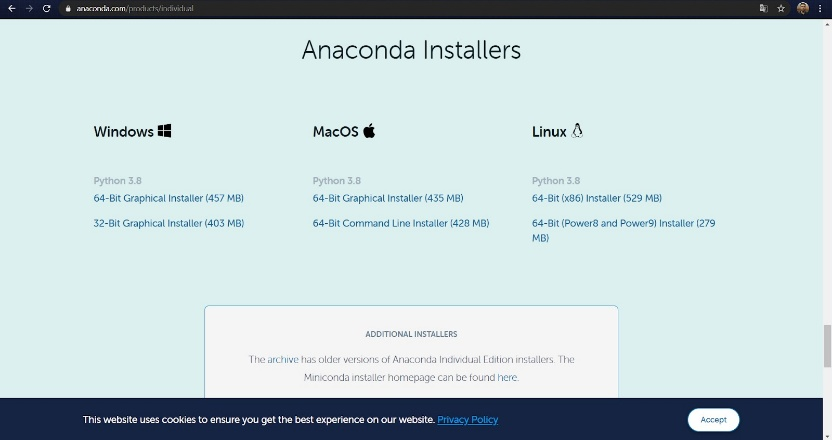 anaconda.com/products/individual
Anaconda Installers
Windows
Python 3.8
64-Bit Graphical Installer (457 MB)
32-Bit Graphical Installer (403 MB)
MacOS
Python 3.8
64-Bit Graphical Installer (435 MB)
64-Bit Command Line Installer (428 MB)
Linux
Python 3.8
64-Bit (x86) Installer (529 MB)
64-Bit (Power8 and Power9) Installer (279
MB)
ADDITIONAL INSTALLERS
The archive has older versions of Anaconda Individual Edition installers. The
Miniconda installer homepage can be found here.
This website uses cookies to ensure you get the best experience on our website. Privacy Policy
Accept